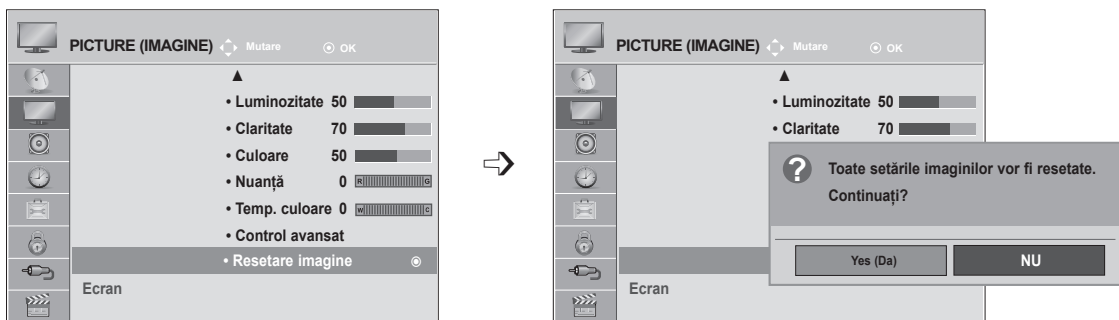 PICTURE (IMAGINE) Mutare OK
• Luminozitate 50
• Claritate 70
• Culoare 50
• Nuanță 0 R G
• Temp. culoare 0 W C
• Control avansat
• Resetare imagine
Ecran
PICTURE (IMAGINE) Mutare OK
• Luminozitate 50
• Claritate 70
? Toate setările imaginilor vor fi resetate.
Continuați?
Yes (Da) NU
Ecran